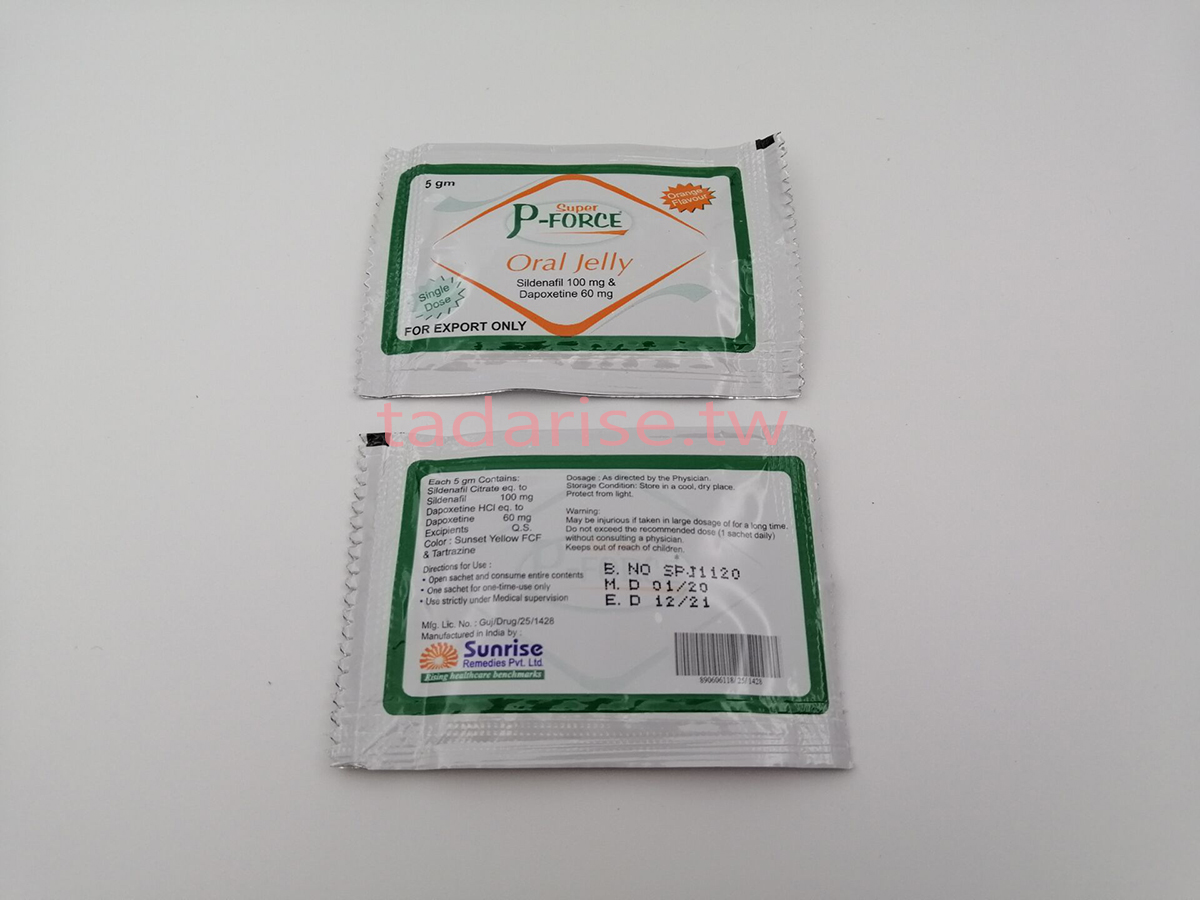 5 gm
Orange
Flavour
Super
P-FORCE
Oral Jelly
Sildenafil 100 mg &
Dapoxetine 60 mg
Single
Dose
FOR EXPORT ONLY
tadarise.tw
Each 5 gm Contains:
Sildenafil Citrate eq. to
Sildenafil 100 mg
Dapoxetine HCl eq. to
Dapoxetine 60 mg
Excipients Q.S.
Color : Sunset Yellow FCF
& Tartrazine
Directions for Use :
• Open sachet and consume entire contents
• One sachet for one-time-use only
• Use strictly under Medical supervision
Mfg. Lic. No. : Guj/Drug/25/1428
Manufactured in India by :
Sunrise
Remedies Pvt. Ltd.
Eising healthcare benchmarks
Dosage : As directed by the Physician.
Storage Condition: Store in a cool, dry place.
Protect from light.
Warning:
May be injurious if taken in large dosage of for a long time.
Do not exceed the recommended dose (1 sachet daily)
without consulting a physician.
Keeps out of reach of children.
B. NO SPJ1120
M. D 01/20
E. D 12/21
890606118/25/1428